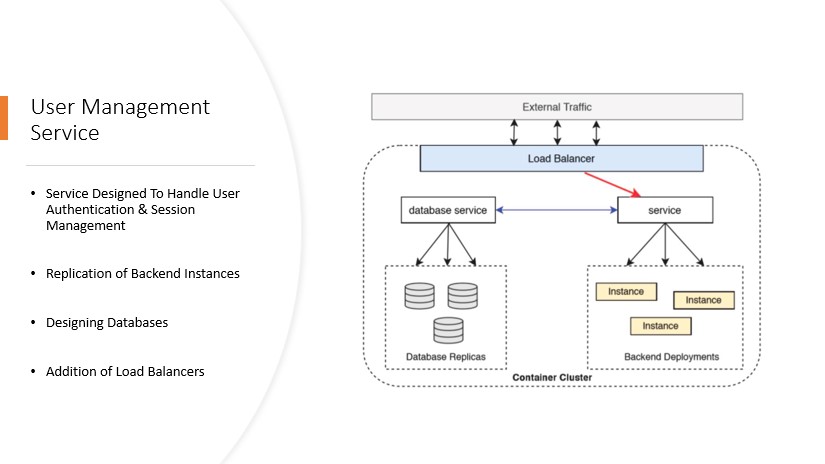 User Management
Service
• Service Designed To Handle User
Authentication & Session
Management
• Replication of Backend Instances
• Designing Databases
• Addition of Load Balancers
External Traffic
Load Balancer
database service
service
Instance
Instance
Instance
Database Replicas
Backend Deployments
Container Cluster